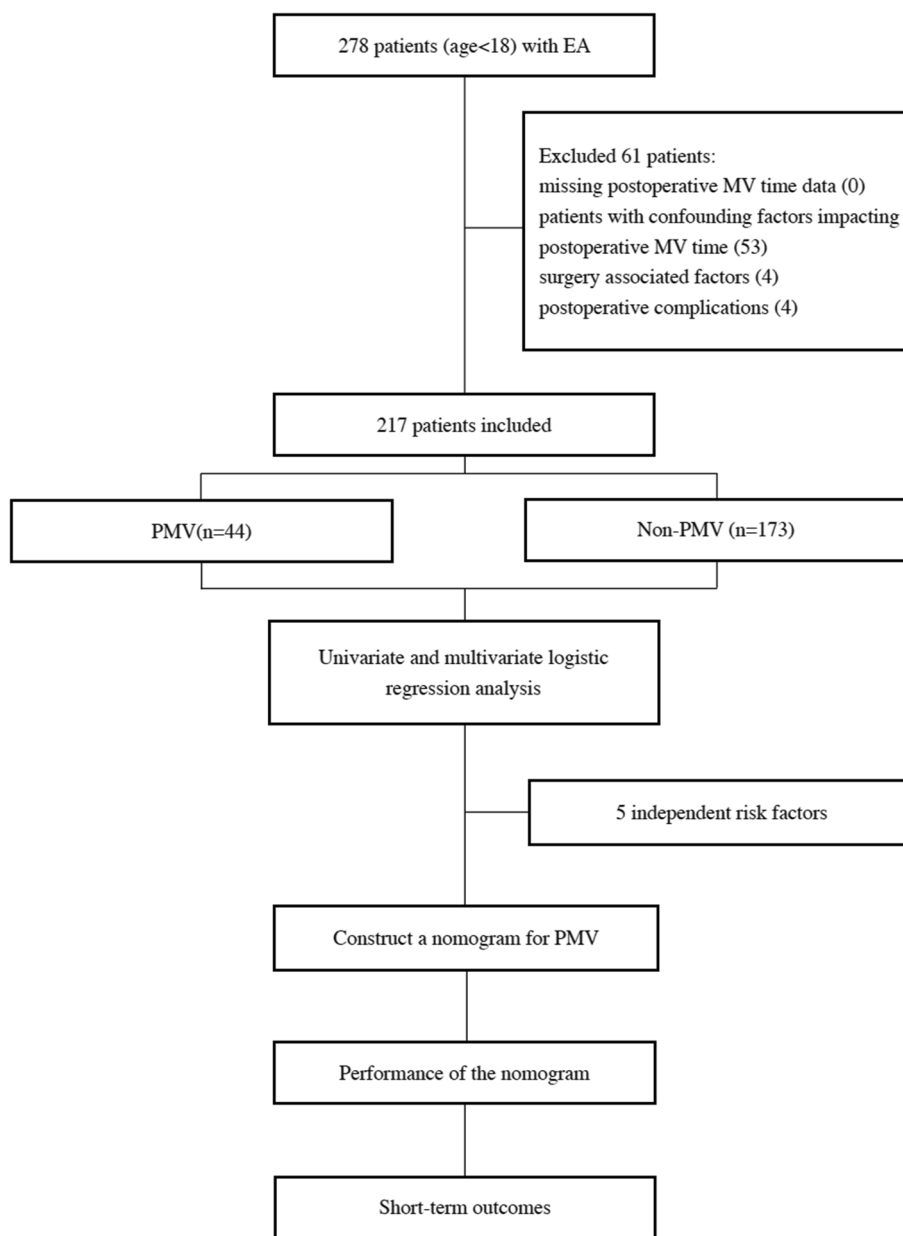 278 patients (age<18) with EA
Excluded 61 patients:
missing postoperative MV time data (0)
patients with confounding factors impacting
postoperative MV time (53)
surgery associated factors (4)
postoperative complications (4)
217 patients included
PMV(n=44)
Non-PMV (n=173)
Univariate and multivariate logistic
regression analysis
5 independent risk factors
Construct a nomogram for PMV
Performance of the nomogram
Short-term outcomes